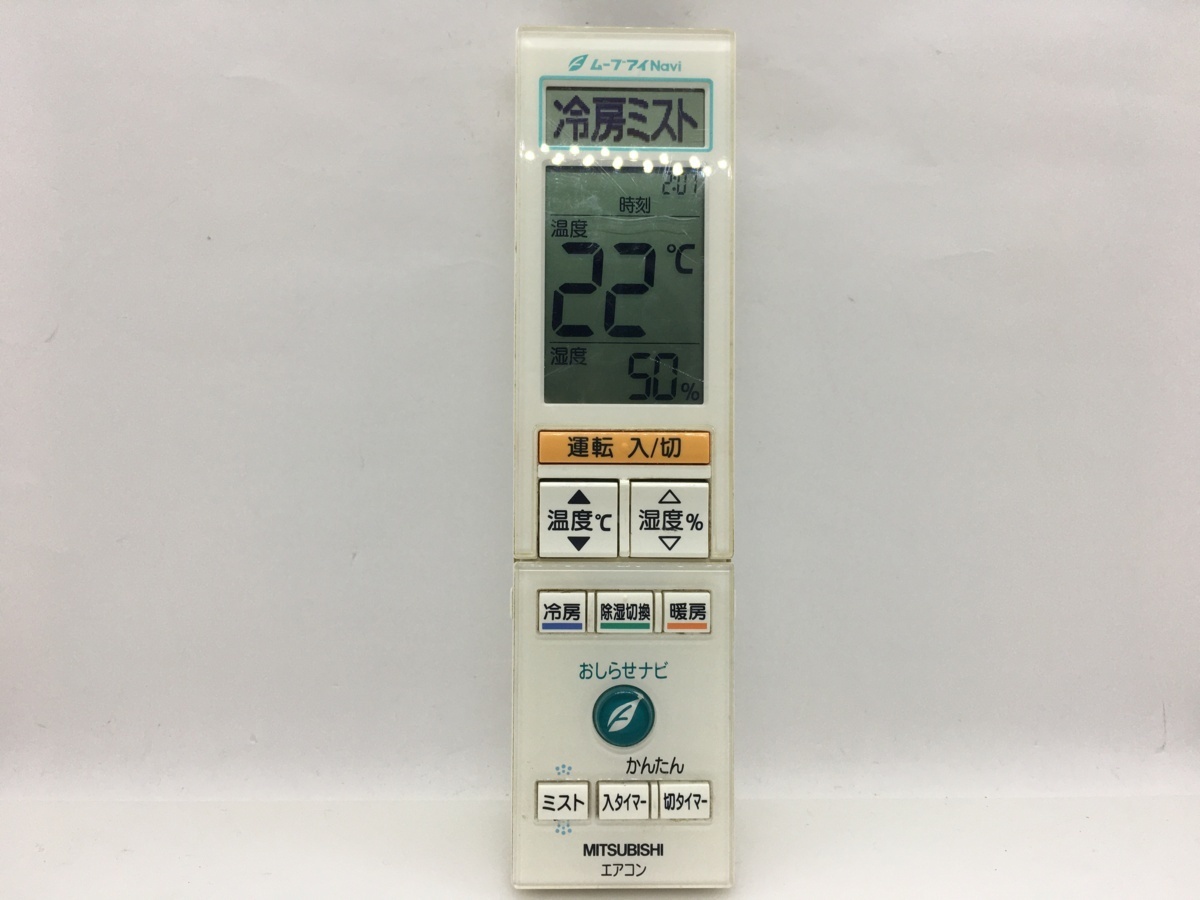 ムーブアイNavi
冷房ミスト
2:07
時刻
温度
22℃
湿度
50%
運転 入/切
▲ △
温度℃ 湿度%
▼ ▽
冷房 除湿切換 暖房
おしらせナビ
かんたん
ミスト 入タイマー 切タイマー
MITSUBISHI
エアコン